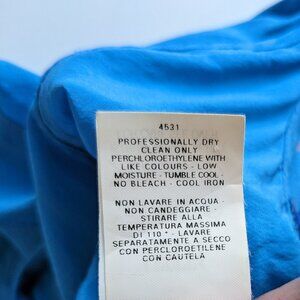 4531
PROFESSIONALLY DRY
CLEAN ONLY
PERCHLOROETHYLENE WITH
LIKE COLOURS - LOW
MOISTURE - TUMBLE COOL -
NO BLEACH - COOL IRON
NON LAVARE IN ACQUA -
NON CANDEGGIARE -
STIRARE ALLA
TEMPERATURA MASSIMA
DI 110 ° - LAVARE
SEPARATAMENTE A SECCO
CON PERCLOROETILENE
CON CAUTELA